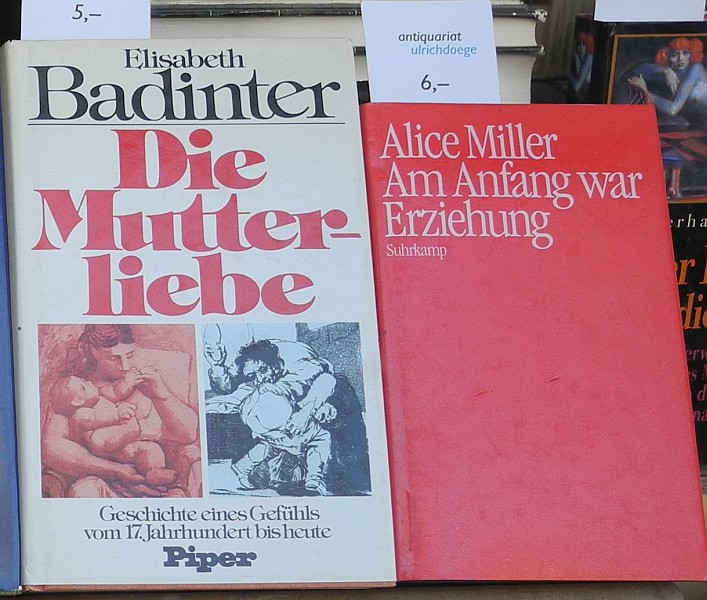 5,–
Elisabeth
Badinter
Die
Mutter-
liebe
Geschichte eines Gefühls
vom 17. Jahrhundert bis heute
Piper
antiquariat
ulrichdoege
6,–
Alice Miller
Am Anfang war
Erziehung
Suhrkamp